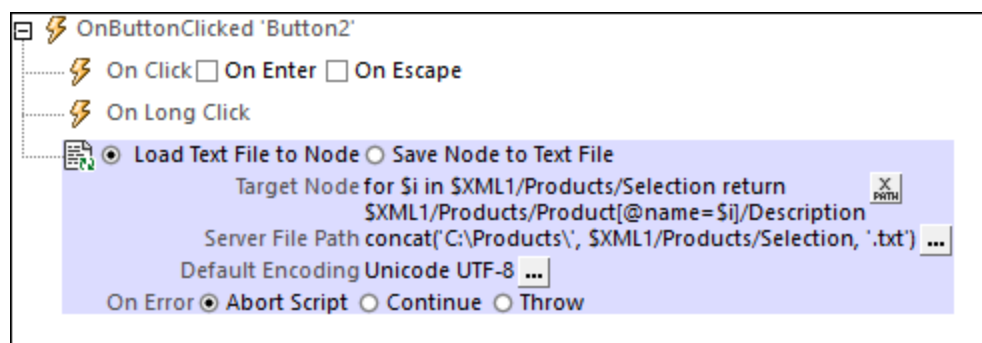 OnButtonClicked 'Button2'
On Click On Enter On Escape
On Long Click
Load Text File to Node Save Node to Text File
Target Node for $i in $XML1/Products/Selection return
X
PATH
$XML1/Products/Product[@name=$i]/Description
Server File Path concat('C:\Products\', $XML1/Products/Selection, '.txt') ...
Default Encoding Unicode UTF-8 ...
On Error Abort Script Continue Throw